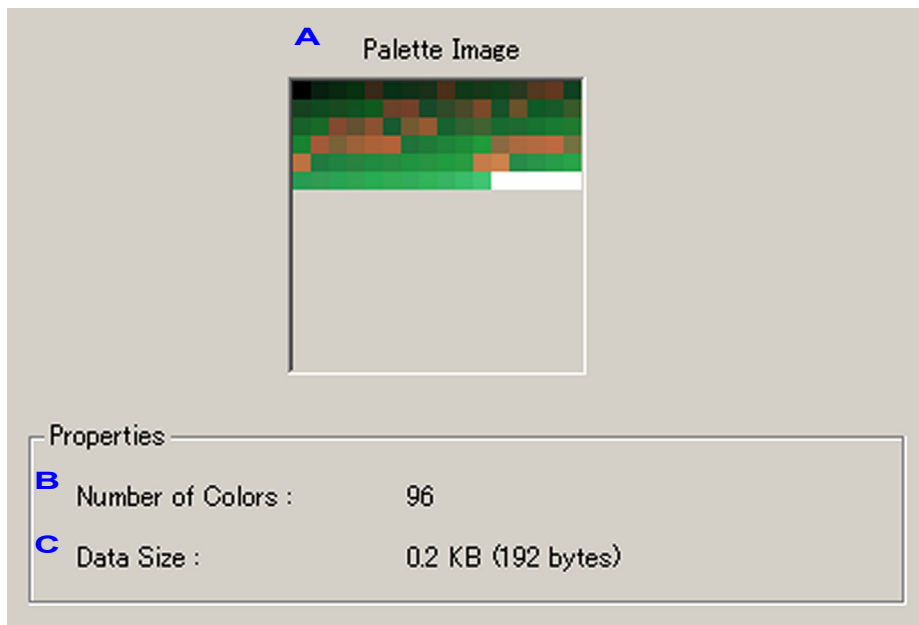 A Palette Image
Properties
B Number of Colors : 96
C Data Size : 0.2 KB (192 bytes)